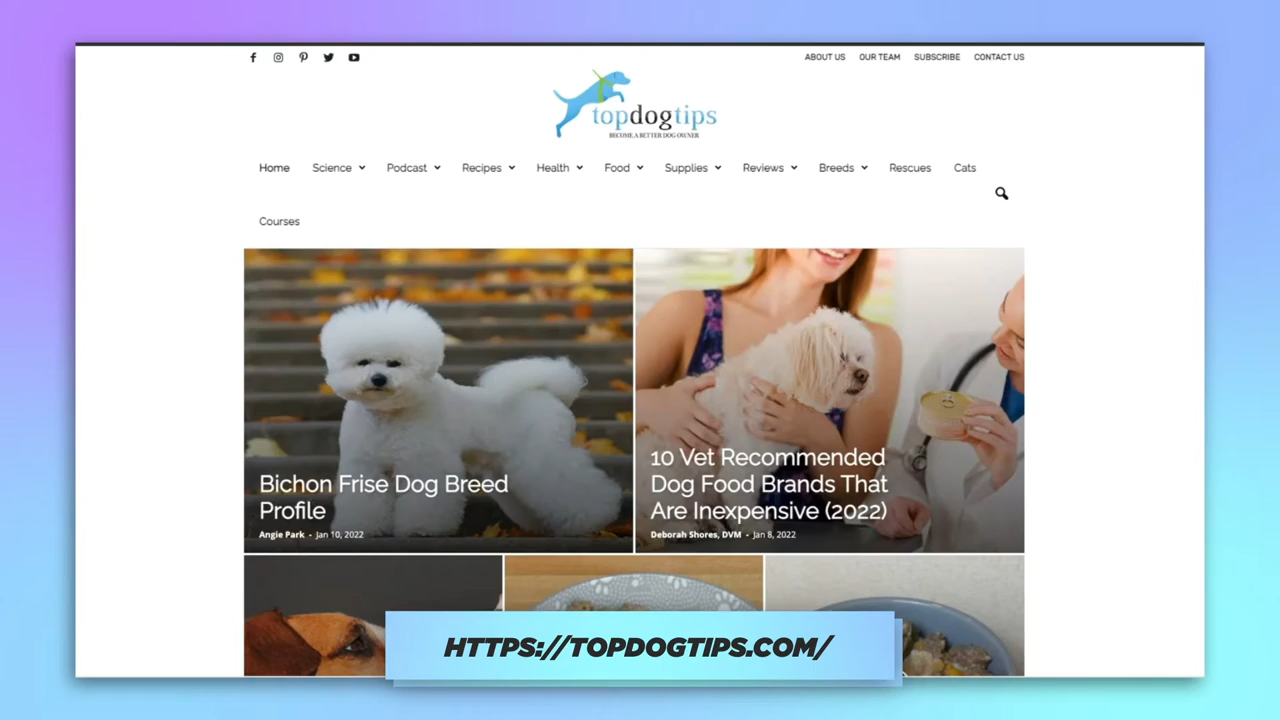 ABOUT US OUR TEAM SUBSCRIBE CONTACT US
topdogtips
BECOME A BETTER DOG OWNER
Home Science Podcast Recipes Health Food Supplies Reviews Breeds Rescues Cats
Courses
Bichon Frise Dog Breed
Profile
Angie Park - Jan 10, 2022
10 Vet Recommended
Dog Food Brands That
Are Inexpensive (2022)
Deborah Shores, DVM - Jan 8, 2022
HTTPS://TOPDOGTIPS.COM/